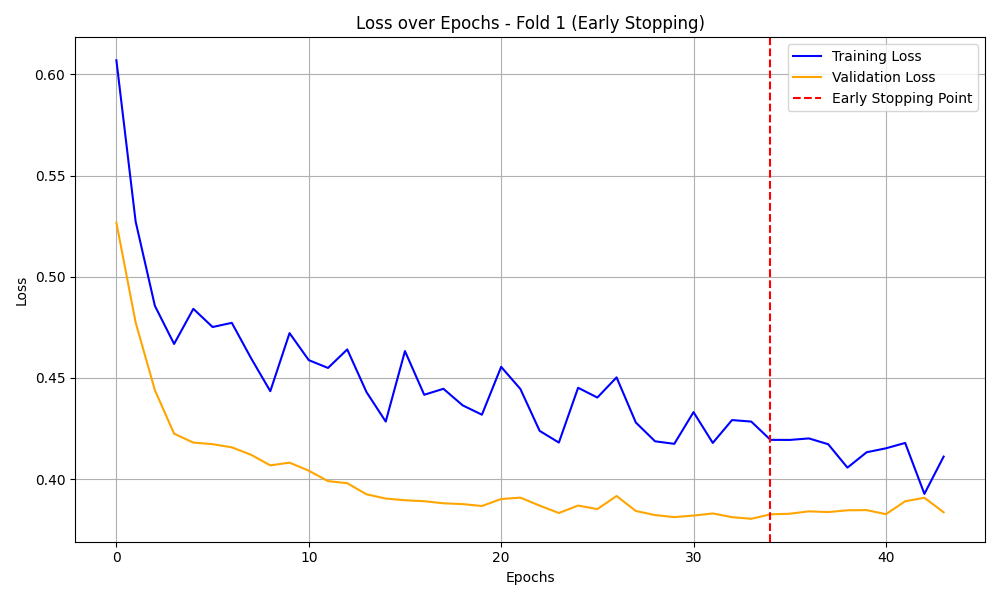 Loss over Epochs - Fold 1 (Early Stopping)
Training Loss
Validation Loss
Early Stopping Point
Loss
0.60
0.55
0.50
0.45
0.40
0
10
20
30
40
Epochs